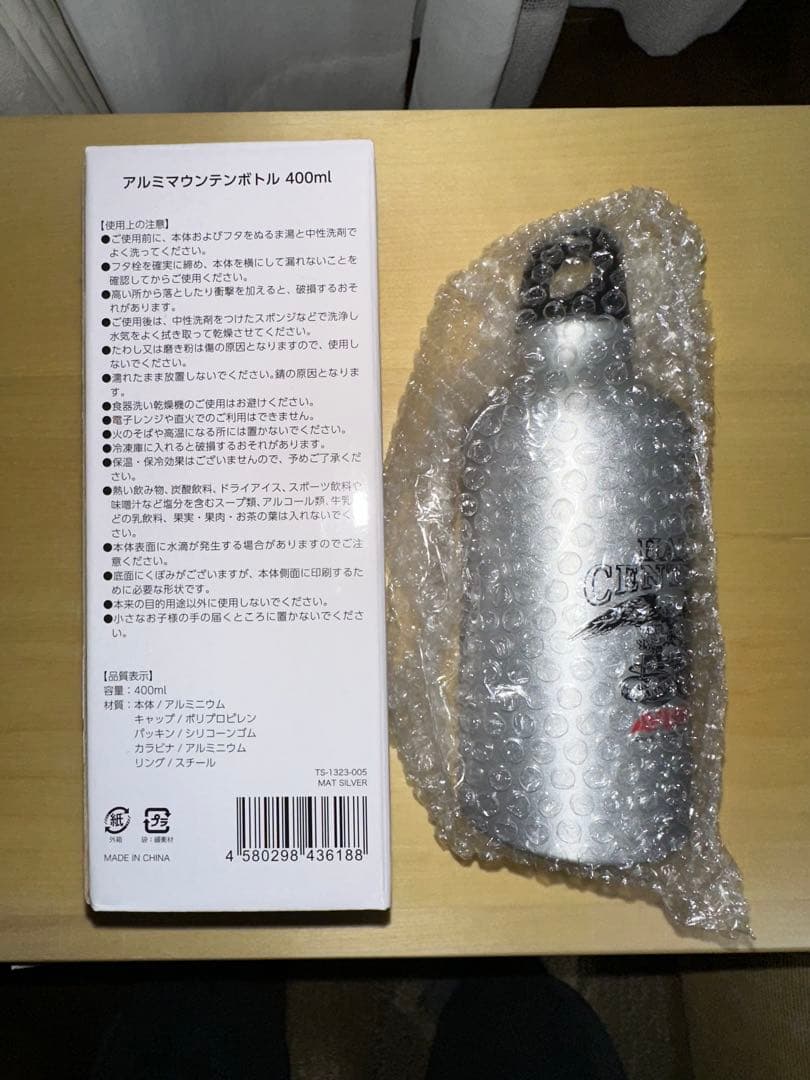 アルミマウンテンボトル 400ml
【使用上の注意】
●ご使用前に、本体およびフタをぬるま湯と中性洗剤で
よく洗ってください。
●フタ栓を確実に締め、本体を横にして漏れないことを
確認してからご使用ください。
●高い所から落としたり衝撃を加えると、破損するおそ
れがあります。
●ご使用後は、中性洗剤をつけたスポンジなどで洗浄し
水気をよく拭き取って乾燥させてください。
●たわし又は磨き粉は傷の原因となりますので、使用し
ないでください。
●濡れたまま放置しないでください。錆の原因となりま
す。
●食器洗い乾燥機のご使用はお避けください。
●電子レンジや直火でのご利用はできません。
●火のそばや高温になる所には置かないでください。
●冷凍庫に入れると破損するおそれがあります。
●保温・保冷効果はございませんので、予めご了承くだ
さい。
●熱い飲み物、炭酸飲料、ドライアイス、スポーツ飲料や
味噌汁など塩分を含むスープ類、アルコール類、牛乳
どの乳飲料、果実・果肉・お茶の葉は入れないでく
さい。
●本体表面に水滴が発生する場合がありますのでご注
意ください。
●底面にくぼみがございますが、本体側面に印刷するた
めに必要な形状です。
●本来の目的用途以外に使用しないでください。
●小さなお子様の手の届くところに置かないでくださ
い。
【品質表示】
容量：400ml
材質：本体 / アルミニウム
キャップ / ポリプロピレン
パッキン / シリコーンゴム
カラビナ / アルミニウム
リング / スチール
TS-1323-005
MAT SILVER
紙
外箱
プラ
袋：緩衝材
MADE IN CHINA
4 580298 436188
CENT